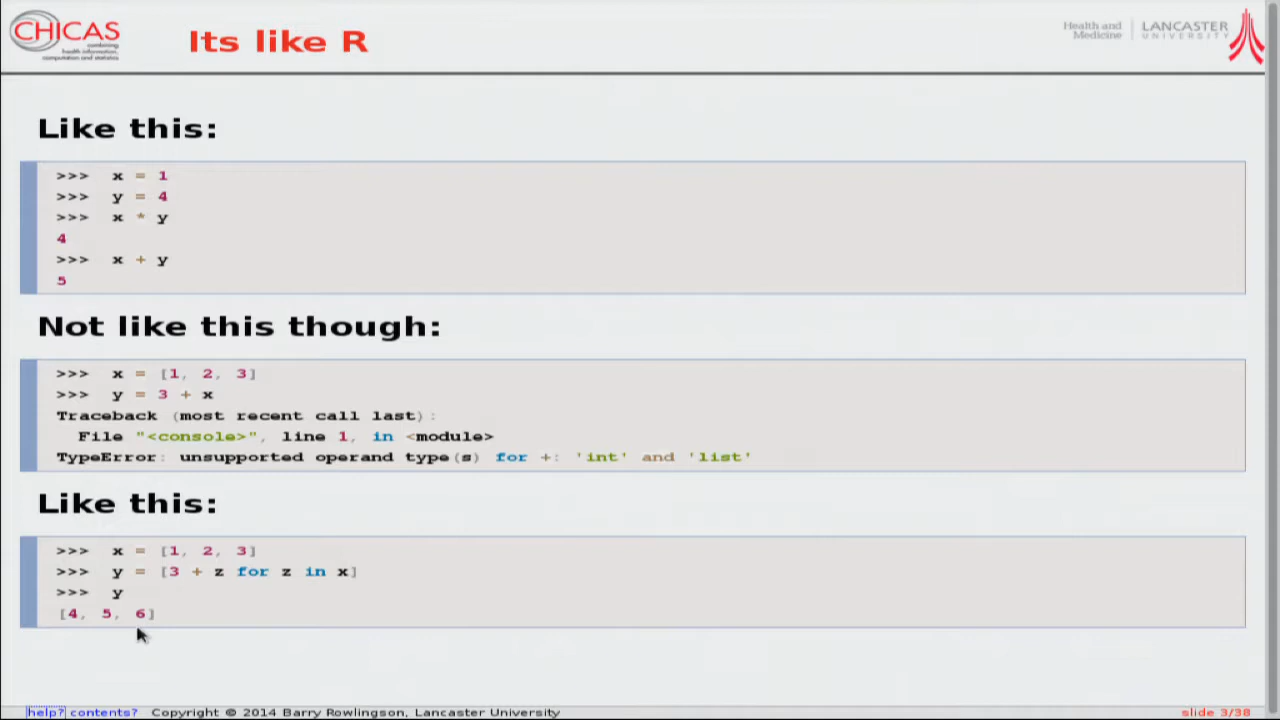 CHICAS
combining
health information,
computation and statistics
Its like R
Health and
Medicine
LANCASTER
UNIVERSITY
Like this:
>>> x = 1
>>> y = 4
>>> x * y
4
>>> x + y
5
Not like this though:
>>> x = [1, 2, 3]
>>> y = 3 + x
Traceback (most recent call last):
File "<console>", line 1, in <module>
TypeError: unsupported operand type(s) for +: 'int' and 'list'
Like this:
>>> x = [1, 2, 3]
>>> y = [3 + z for z in x]
>>> y
[4, 5, 6]
help? contents? Copyright © 2014 Barry Rowlingson, Lancaster University
slide 3/38